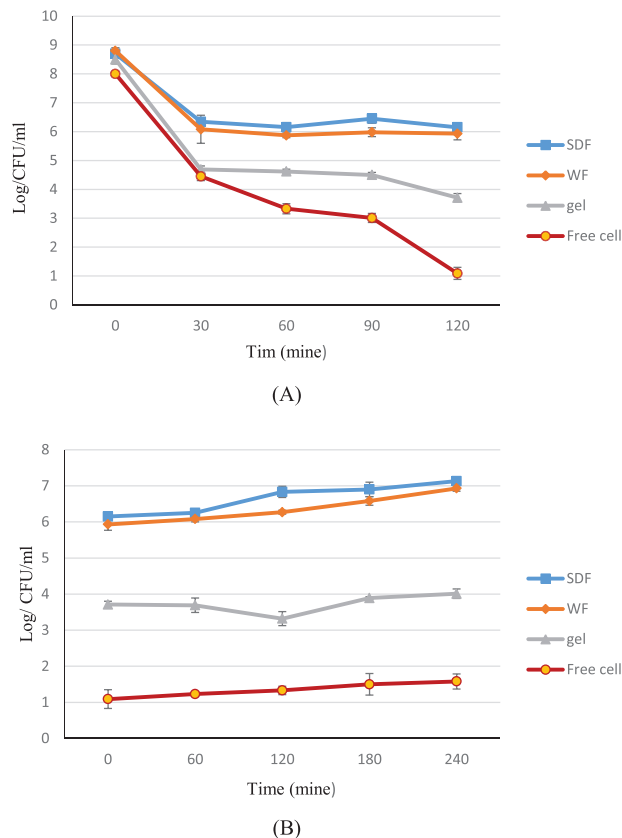 10
9
8
7
6
5
4
3
2
1
0
Log/CFU/ml
0 30 60 90 120
Tim (mine)
SDF
WF
gel
Free cell
(A)
8
7
6
5
4
3
2
1
0
Log/ CFU/ml
0 60 120 180 240
Time (mine)
SDF
WF
gel
Free cell
(B)